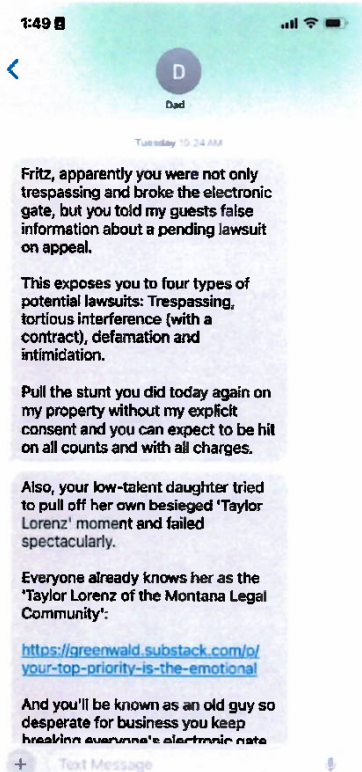 1:49
D
Dad
Tuesday 10:24 AM
Fritz, apparently you were not only
trespassing and broke the electronic
gate, but you told my guests false
information about a pending lawsuit
on appeal.
This exposes you to four types of
potential lawsuits: Trespassing,
tortious interference (with a
contract), defamation and
intimidation.
Pull the stunt you did today again on
my property without my explicit
consent and you can expect to be hit
on all counts and with all charges.
Also, your low-talent daughter tried
to pull off her own besieged 'Taylor
Lorenz' moment and failed
spectacularly.
Everyone already knows her as the
'Taylor Lorenz of the Montana Legal
Community':
https://greenwald.substack.com/p/
your-top-priority-is-the-emotional
And you'll be known as an old guy so
desperate for business you keep
breaking everyone's electronic gate
Text Message